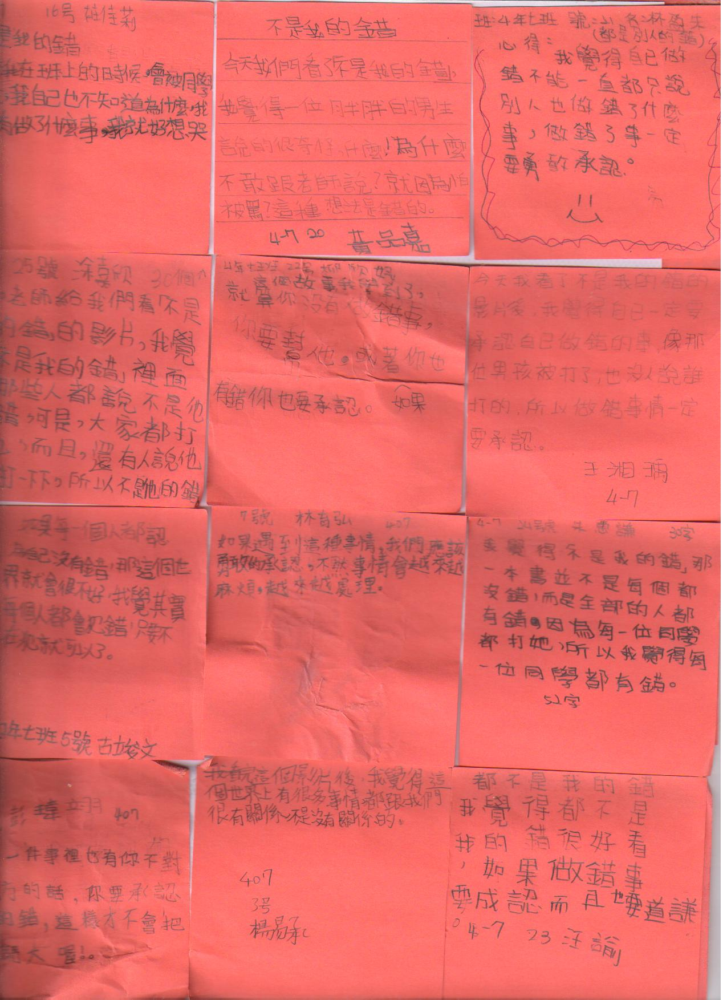 16号 莊佳莉
是我的錯
在班上的時候,會被同學
我自己也不知道為什麼,我
做了什麼事,我就好想哭
不是我的錯
今天我們看了不是我的錯,
我覺得一位胖胖的男生
說的很奇怪,什麼!為什麼
不敢跟老師說?就因為怕
被罵?這種想法是錯的。
4-7 20 黃品嘉
班:4年七班 號:21 名:林
(都是別人的錯)
心得:我覺得自己做
錯不能一直都只說
別人也做錯了什麼
事,做錯了事一定
要勇敢承認。
25號 涂嘉欣 30個
老師給我們看「不是
的錯」的影片,我覺
是我的錯」裡面
那些人都說不是他
錯,可是,大家都打
,而且,還有人說他
打一下下,所以不是他的錯
4年七班 22号 柳欣妤
這個故事我學到了,
就算你沒有人做錯事,
你要幫
他。或著你也
有錯你也要承認。如果
今天我看了不是我的錯的
影片後,我覺得自已一定要
承認自已做錯的事,像那
位男孩被打了,也沒人說誰
打的,所以做錯事情一定
要承認。
王湘瑀
4-7
每一個人都認
為自己沒有錯,那這個世
界就會很不好,我覺其實
每個人都會犯錯,只要不
在犯就可以了。
年七班5號 古竣文
7號 林育弘 407
如果遇到這種事情,我們應該
勇敢的承認,不然事情會越來越
麻煩,越來越處理。
4-7 24號 朱恩謙 30字
我覺得「不是我的錯」那
一本書並不是每個都
沒錯,而是全部的人都
有錯。因為每一位同學
都打她,所以我覺得每
一位同學都有錯。
52字
彭瑋翃 407
一件事裡也有你不對
方的話,你要承認
的錯,這樣才不會把
大喔!。
我看完這個影片後,我覺得這
個世界上有很多事情都跟我們
很有關係,不是沒有關係的。
407
3号
楊易承
都不是我的錯
我覺得都不是
我的錯很好看
,如果做錯事
要成認而且也要道謙
。4-7 23 汪諭